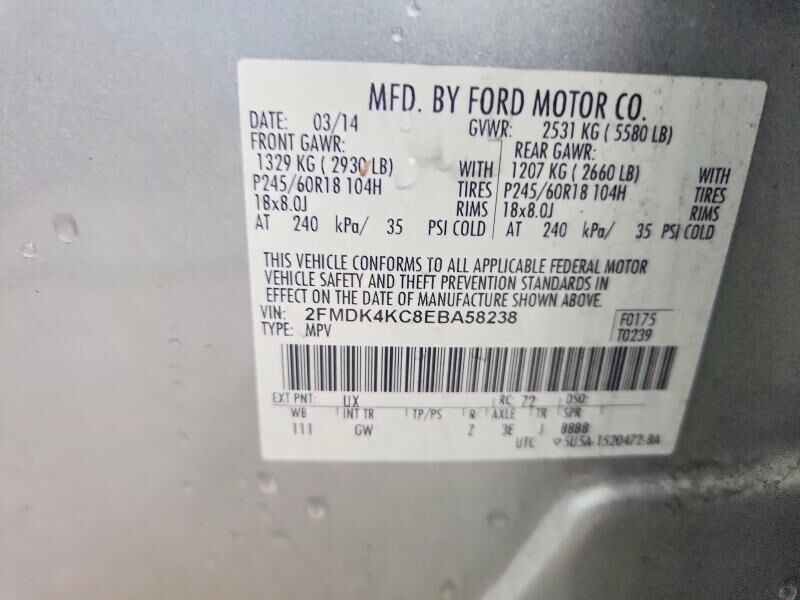 MFD. BY FORD MOTOR CO.
DATE: 03/14 GVWR: 2531 KG ( 5580 LB)
FRONT GAWR: REAR GAWR:
1329 KG ( 2930 LB) WITH 1207 KG ( 2660 LB) WITH
P245/60R18 104H TIRES P245/60R18 104H TIRES
18x8.0J RIMS 18x8.0J RIMS
AT 240 kPa/ 35 PSI COLD AT 240 kPa/ 35 PSI COLD
THIS VEHICLE CONFORMS TO ALL APPLICABLE FEDERAL MOTOR
VEHICLE SAFETY AND THEFT PREVENTION STANDARDS IN
EFFECT ON THE DATE OF MANUFACTURE SHOWN ABOVE.
VIN: 2FMDK4KC8EBA58238 F0175
TYPE: MPV T0239
EXT PNT: UX RC: 72 DSO:
WB INT TR TP/PS R AXLE TR SPR
111 GW Z 3E J 8888
UTC 5U5A-1520472-BA